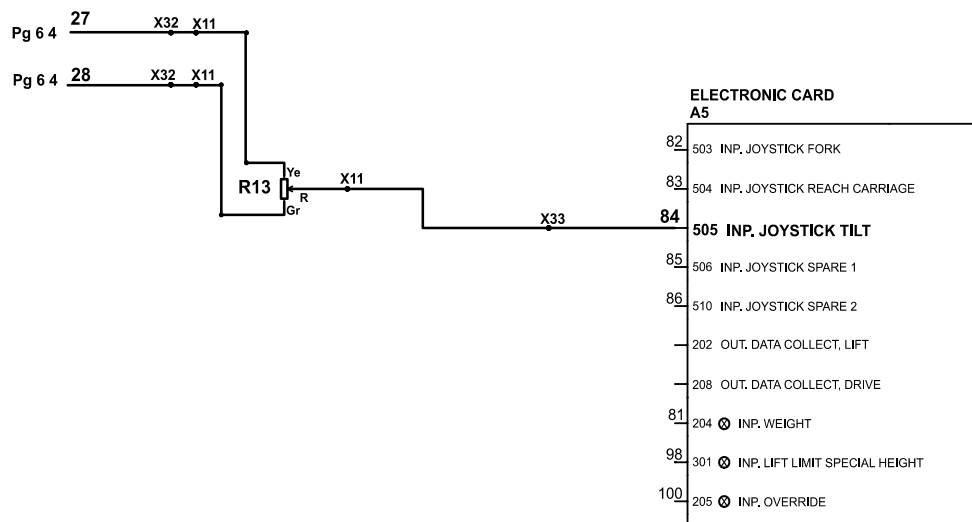 Pg 6 4 27 X32 X11
Pg 6 4 28 X32 X11
ELECTRONIC CARD
A5
82 503 INP. JOYSTICK FORK
Ye
R13 R X11
Gr
83 504 INP. JOYSTICK REACH CARRIAGE
X33 84 505 INP. JOYSTICK TILT
85 506 INP. JOYSTICK SPARE 1
86 510 INP. JOYSTICK SPARE 2
202 OUT. DATA COLLECT, LIFT
208 OUT. DATA COLLECT, DRIVE
81 204 ⊗ INP. WEIGHT
98 301 ⊗ INP. LIFT LIMIT SPECIAL HEIGHT
100 205 ⊗ INP. OVERRIDE